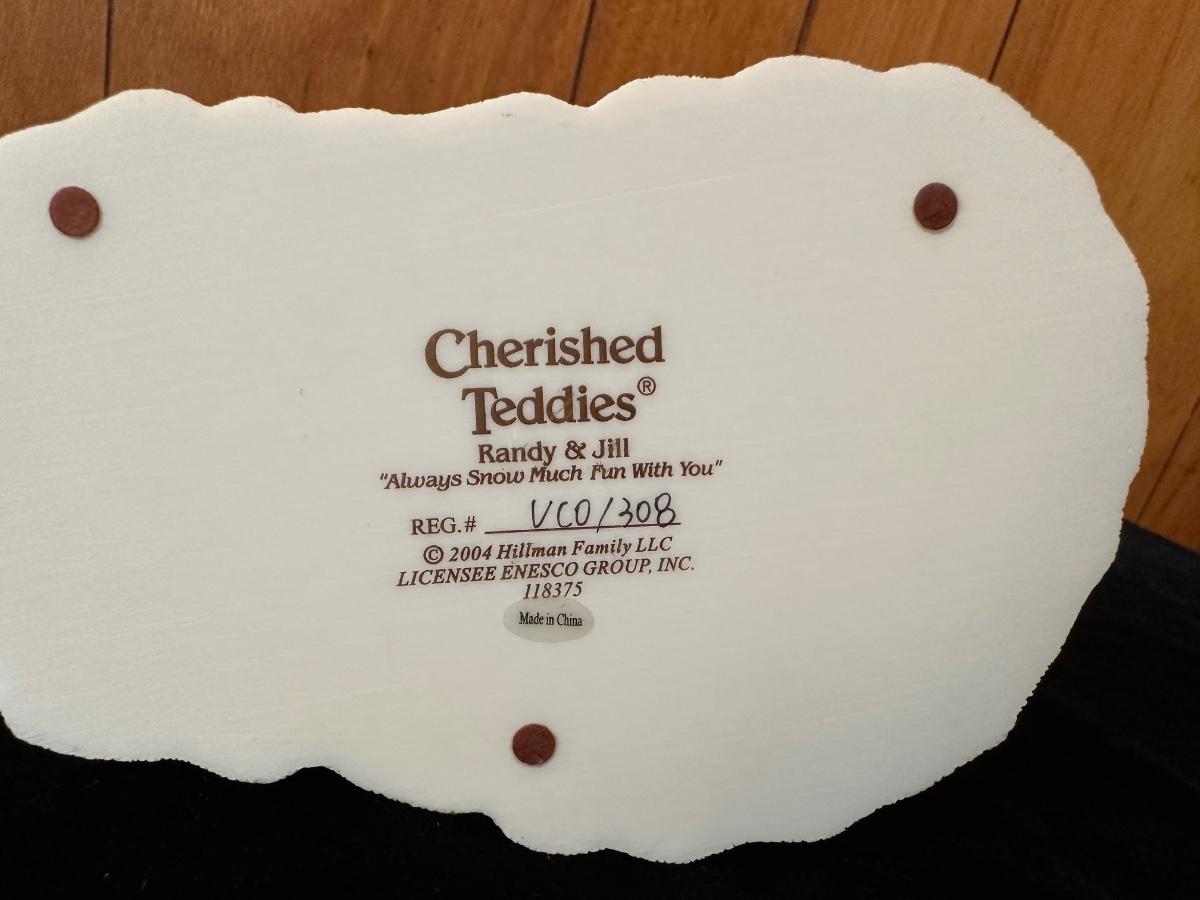 Cherished
Teddies®
Randy & Jill
"Always Snow Much Fun With You"
REG.# VCO/308
© 2004 Hillman Family LLC
LICENSEE ENESCO GROUP, INC.
118375
Made in China